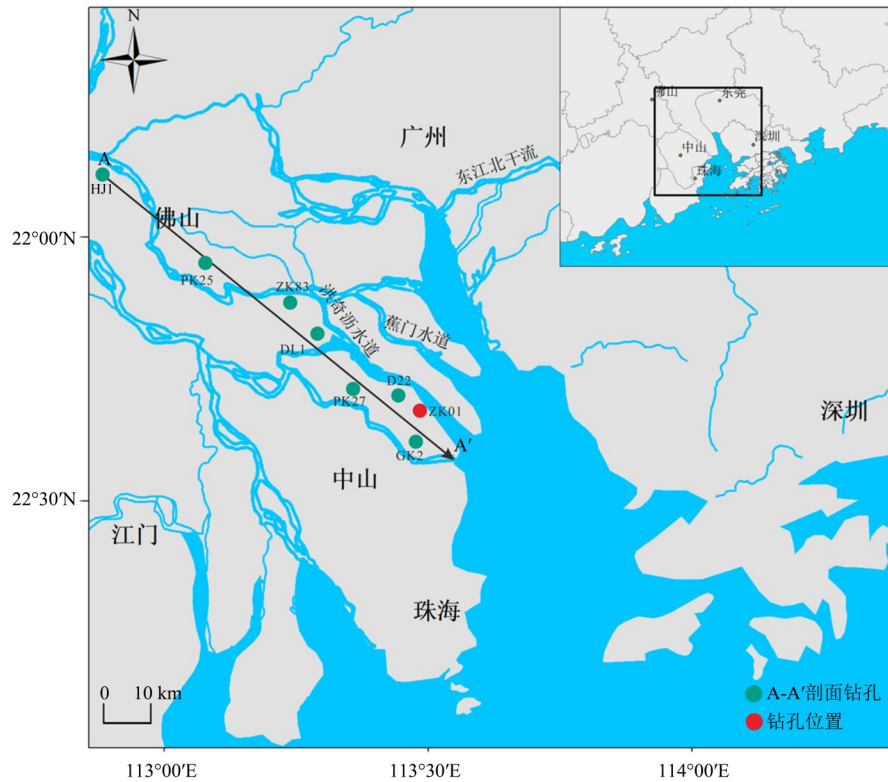 N
广州
东江北干流
A
HJ1
佛山
22°00′N
PK25
ZK83
洪奇沥水道
蕉门水道
DL1
PK27
D22
ZK01
A′
GK2
中山
22°30′N
江门
珠海
深圳
佛山
东莞
深圳
中山
珠海
0 10 km
A-A′剖面钻孔
钻孔位置
113°00′E
113°30′E
114°00′E